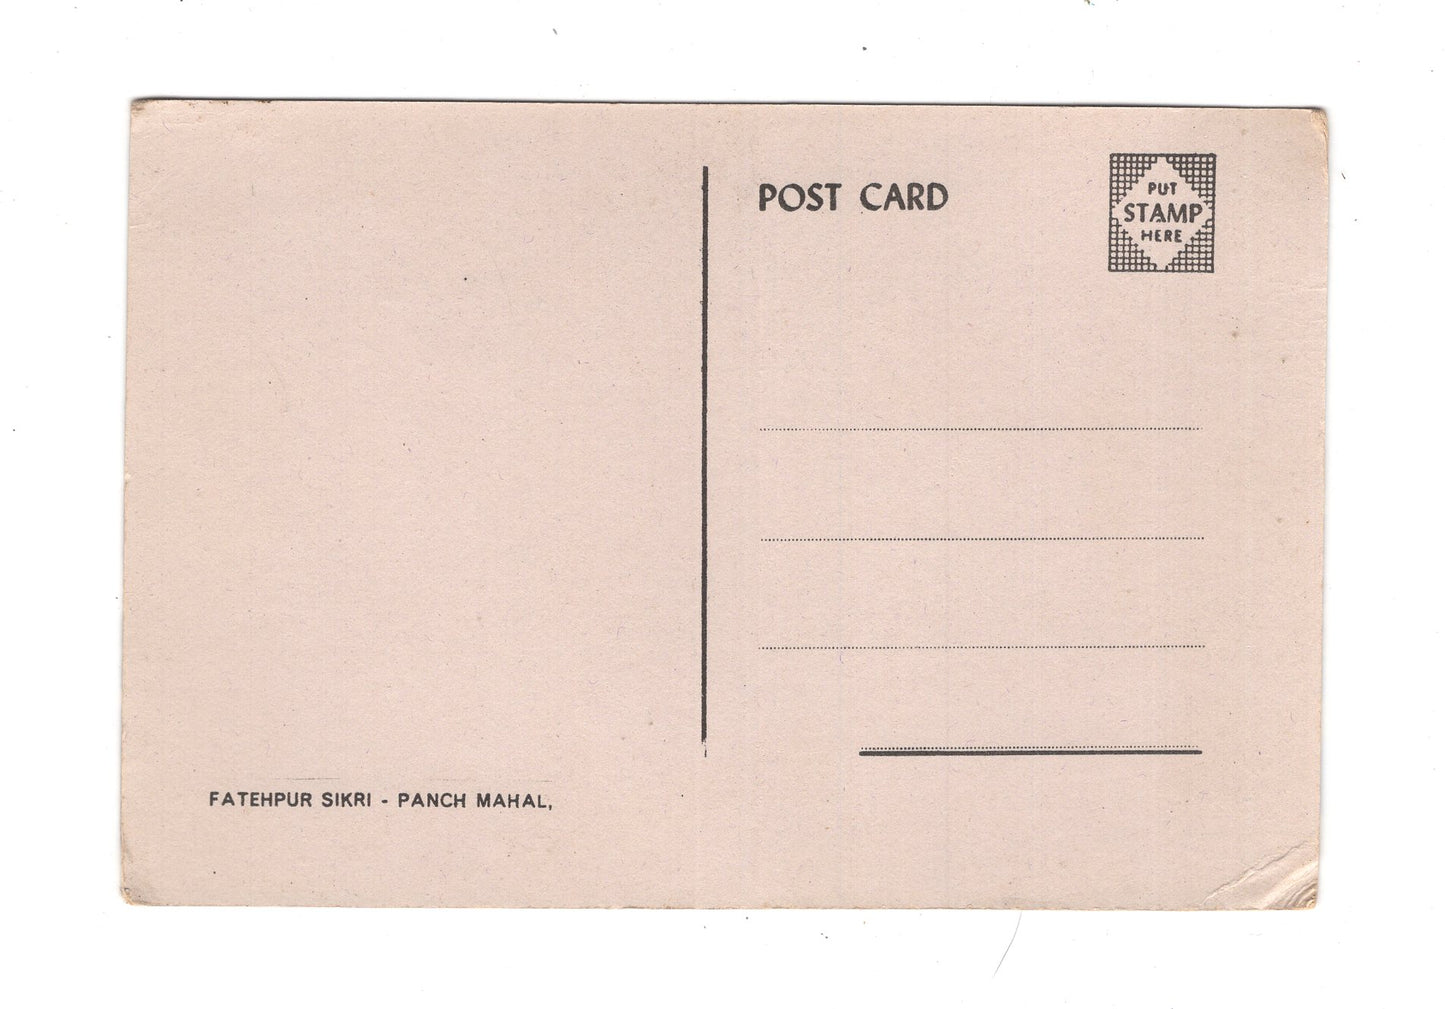 POST CARD
PUT
STAMP
HERE
FATEHPUR SIKRI - PANCH MAHAL,